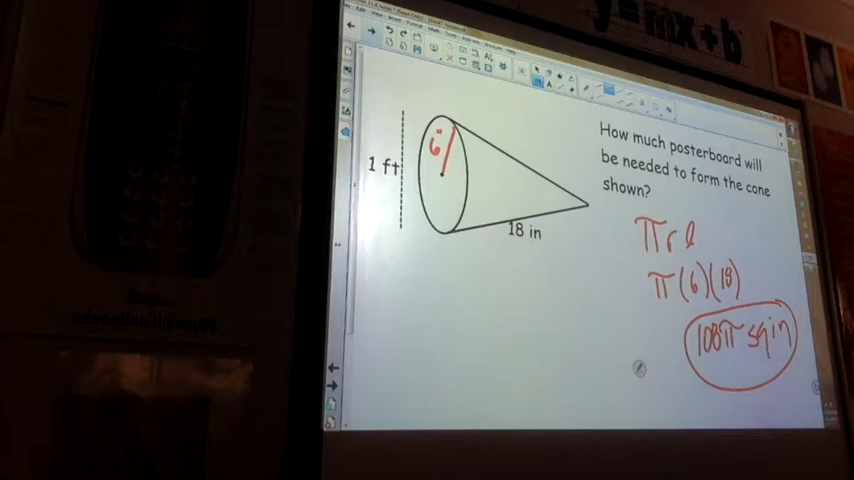 y=mx+b
1 ft
6"
18 in
How much posterboard will
be needed to form the cone
shown?
πrl
π(6)(18)
108π sq in